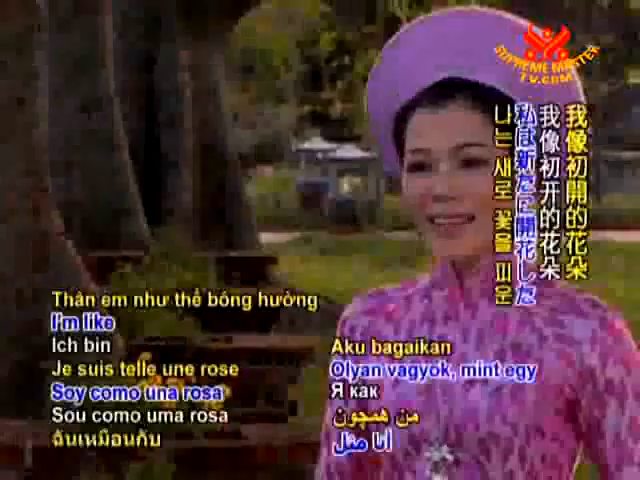 SUPREME MASTER
TV.COM
我像初開的花朵
我像初开的花朵
私は新たに開花した
나는 새로 꽃을 피운
Thân em như thể bóng hường
I'm like
Ich bin
Je suis telle une rose
Soy como una rosa
Sou como uma rosa
ฉันเหมือนกับ
Aku bagaikan
Olyan vagyok, mint egy
Я как
من همچون
أنا مثل